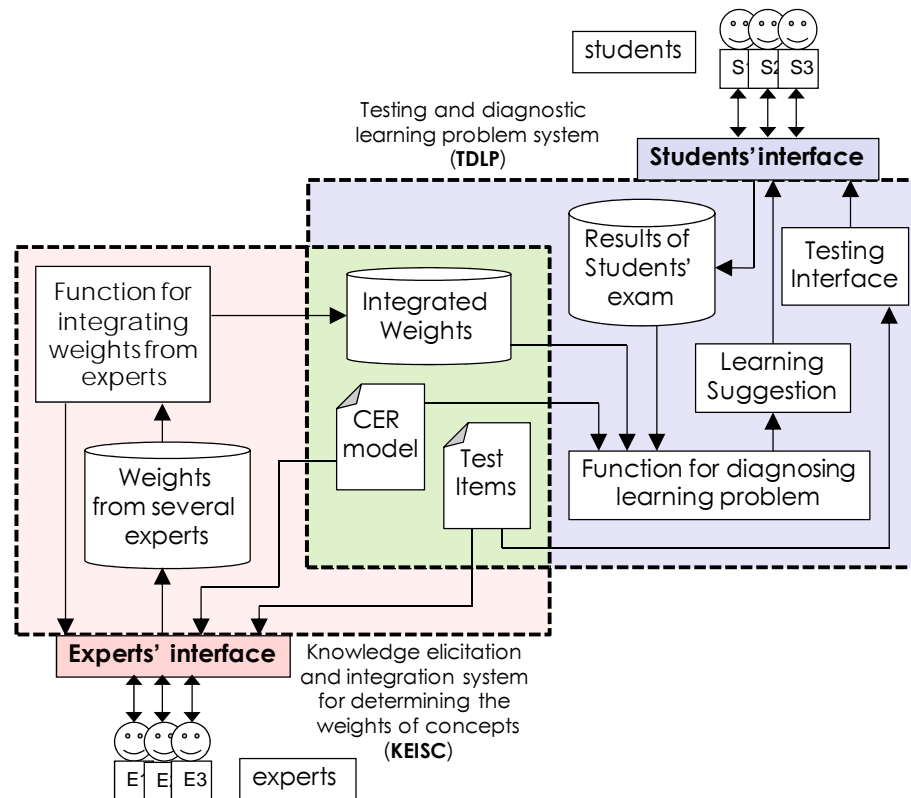 students
S1
S2
S3
Testing and diagnostic
learning problem system
(TDLP)
Students' interface
Results of
Students'
exam
Testing
Interface
Function for
integrating
weights from
experts
Integrated
Weights
Learning
Suggestion
CER
model
Test
Items
Function for diagnosing
learning problem
Weights
from several
experts
Experts' interface
Knowledge elicitation
and integration system
for determining the
weights of concepts
(KEISC)
E1
E2
E3
experts